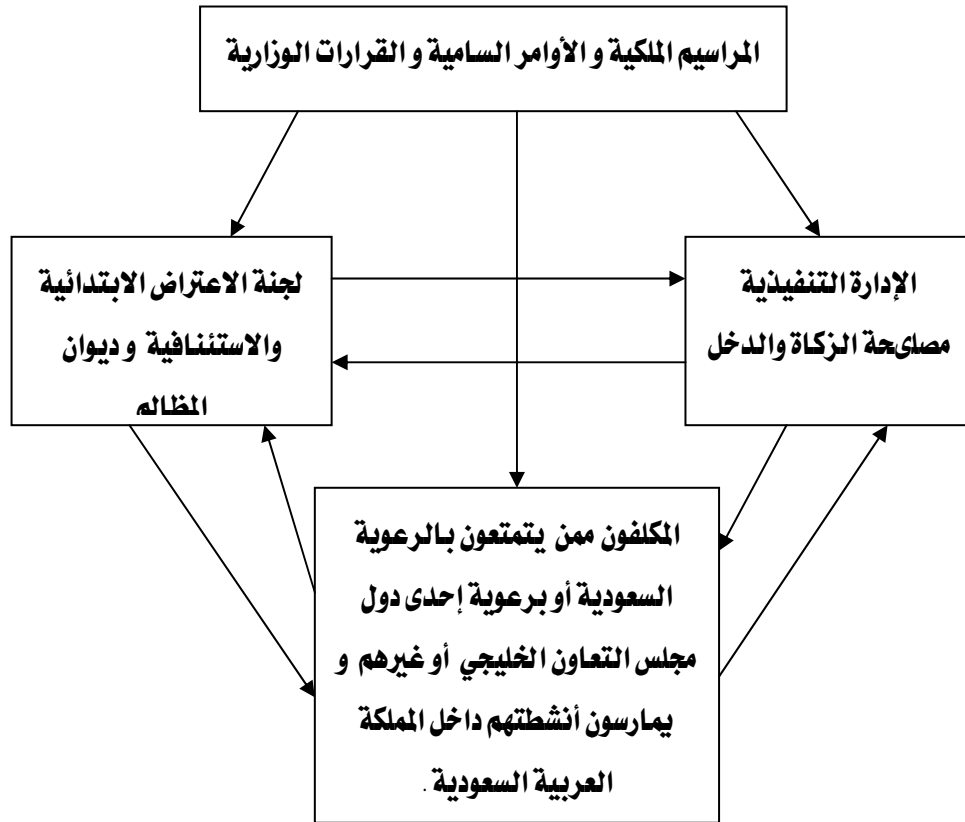 المراسيم الملكية و الأوامر السامية و القرارات الوزارية
الإدارة التنفيذية
مصلحة الزكاة والدخل
لجنة الاعتراض الابتدائية
والاستئنافية و ديوان
المظالم
المكلفون ممن يتمتعون بالرعوية
السعودية أو برعوية إحدى دول
مجلس التعاون الخليجي أو غيرهم و
يمارسون أنشطتهم داخل المملكة
العربية السعودية .